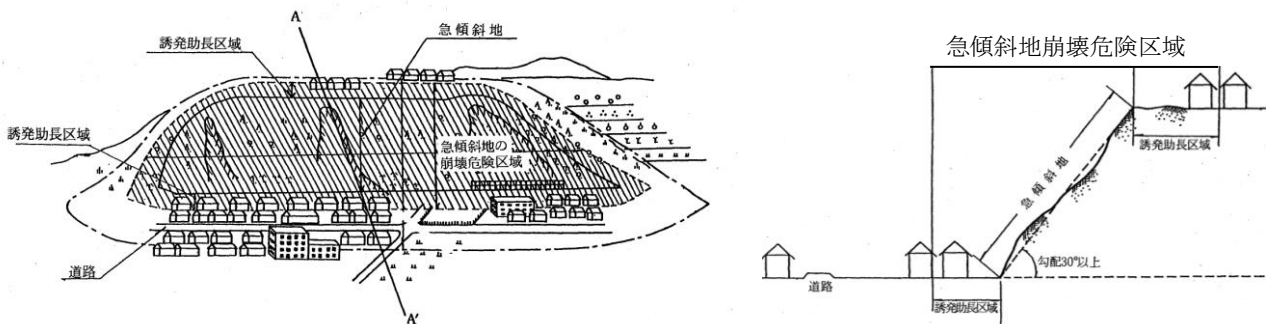 A
誘発助長区域
急傾斜地
誘発助長区域
急傾斜地の
崩壊危険区域
道路
A'
急傾斜地崩壊危険区域
誘発助長区域
急傾斜地
勾配30°以上
道路
誘発助長区域